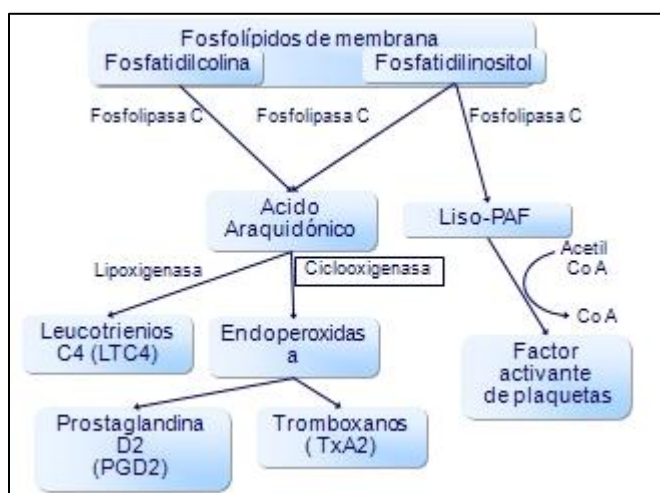 Fosfolípidos de membrana
Fosfatidilcolina
Fosfatidilinositol
Fosfolipasa C
Fosfolipasa C
Fosfolipasa C
Acido
Araquidónico
Liso-PAF
Lipoxigenasa
Ciclooxigenasa
Acetil
Co A
Co A
Leucotrienios
C4 (LTC4)
Endoperoxidas
a
Factor
activante
de plaquetas
Prostaglandina
D2
(PGD2)
Tromboxanos
( TxA2)